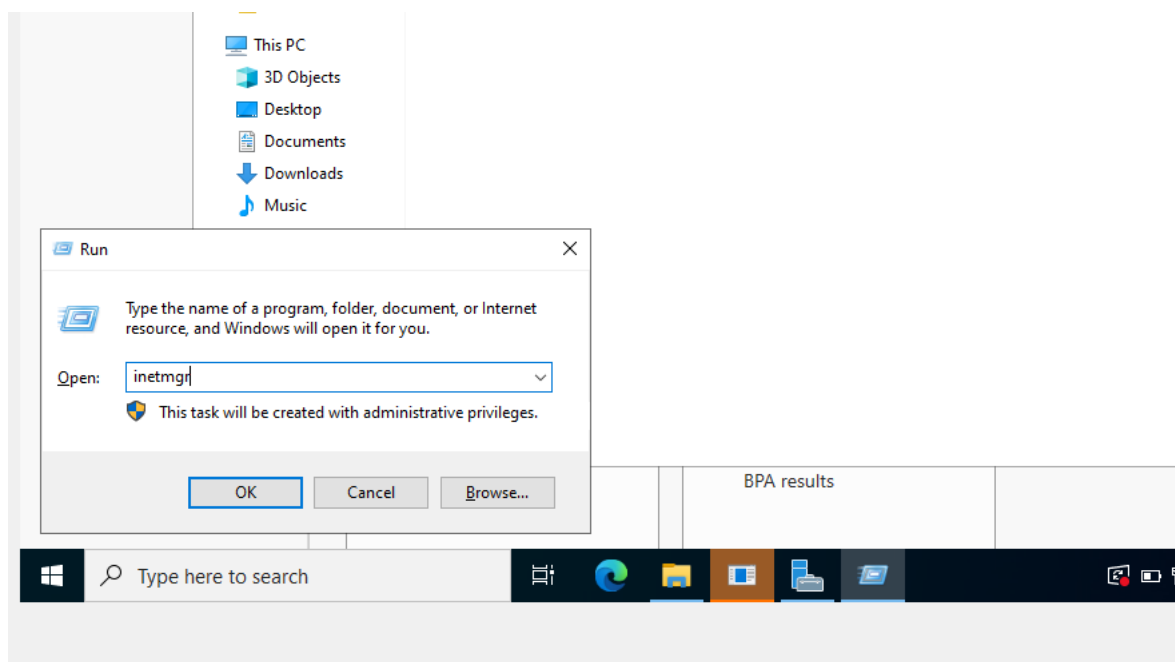 This PC
3D Objects
Desktop
Documents
Downloads
Music
Run
Type the name of a program, folder, document, or Internet
resource, and Windows will open it for you.
Open:
inetmgr
This task will be created with administrative privileges.
OK
Cancel
Browse...
BPA results
Type here to search